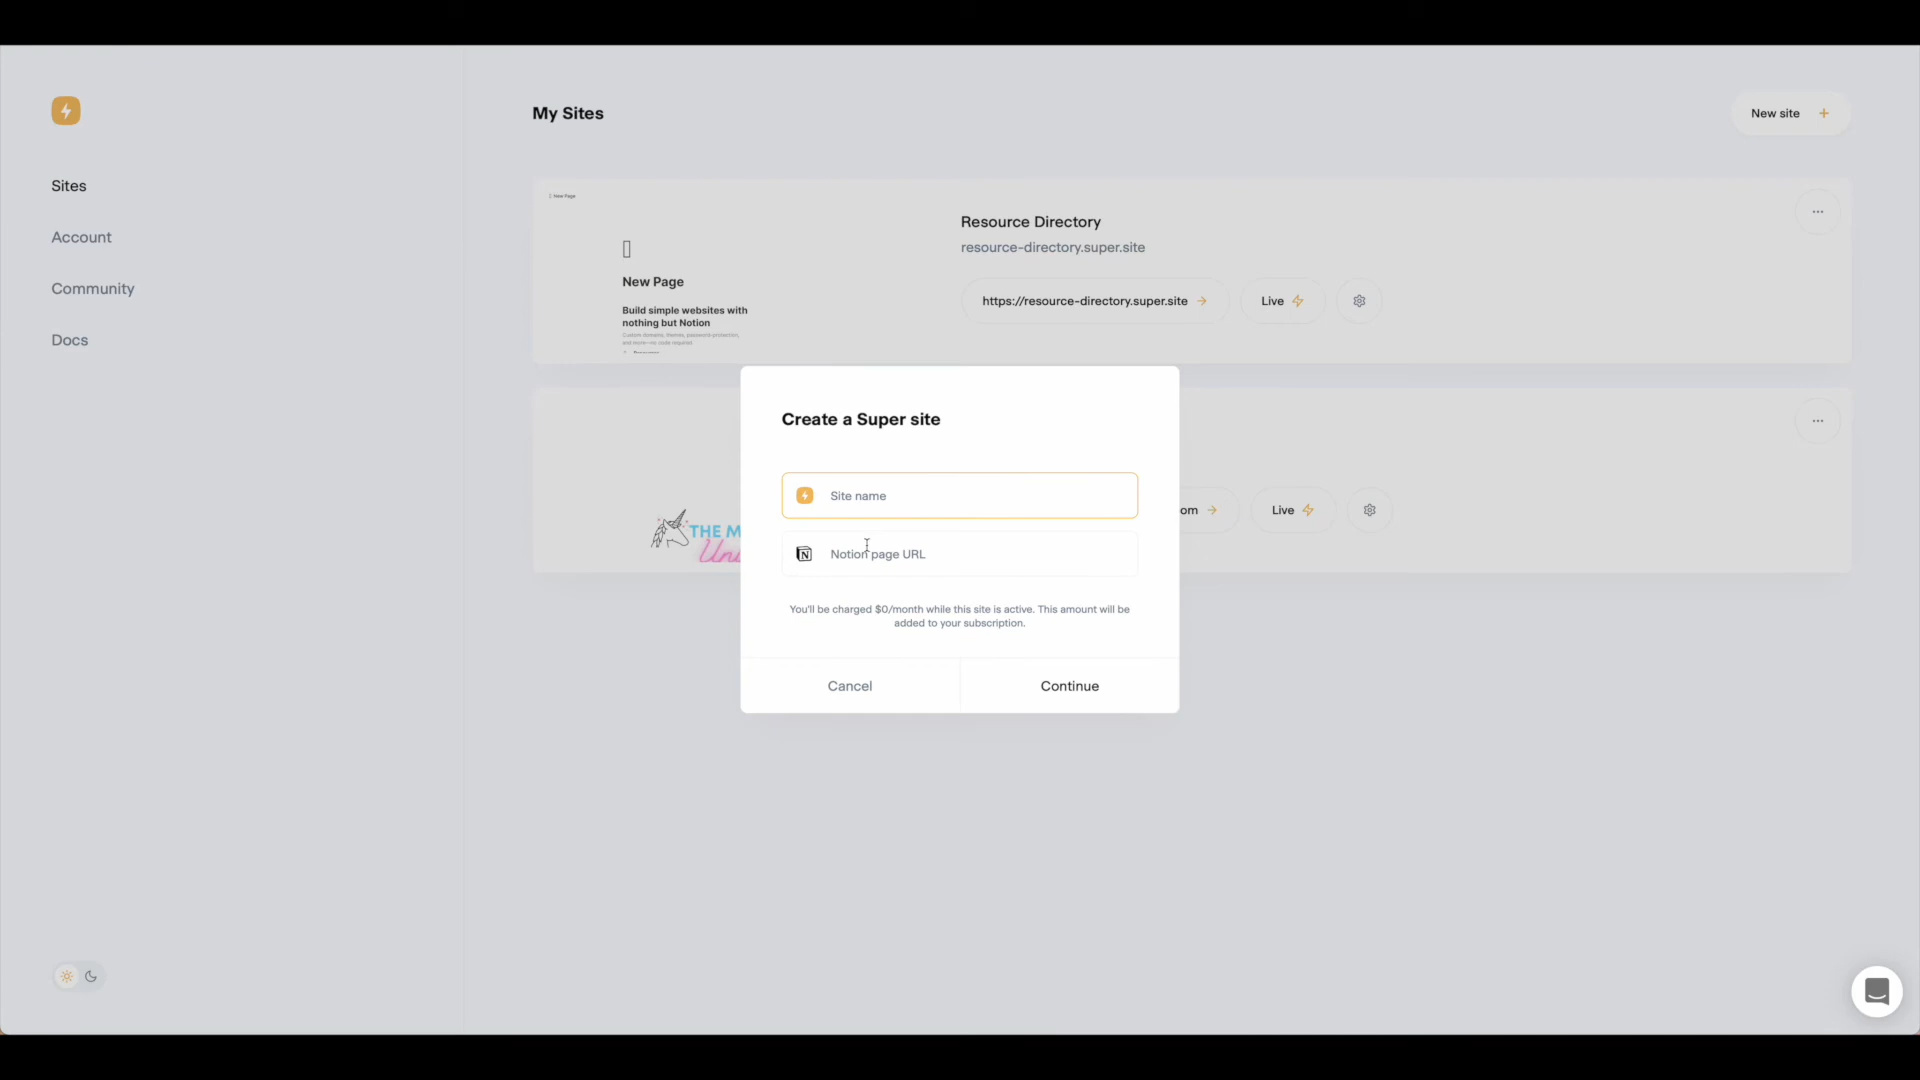 My Sites
New site +
Sites
Account
Community
Docs
New Page
New Page
Build simple websites with
nothing but Notion
Custom domains, themes, password-protection,
and more—no code required
Resource Directory
resource-directory.super.site
https://resource-directory.super.site →
Live
THE M
Uni
om →
Live
Create a Super site
Site name
Notion page URL
You'll be charged $0/month while this site is active. This amount will be
added to your subscription.
Cancel
Continue